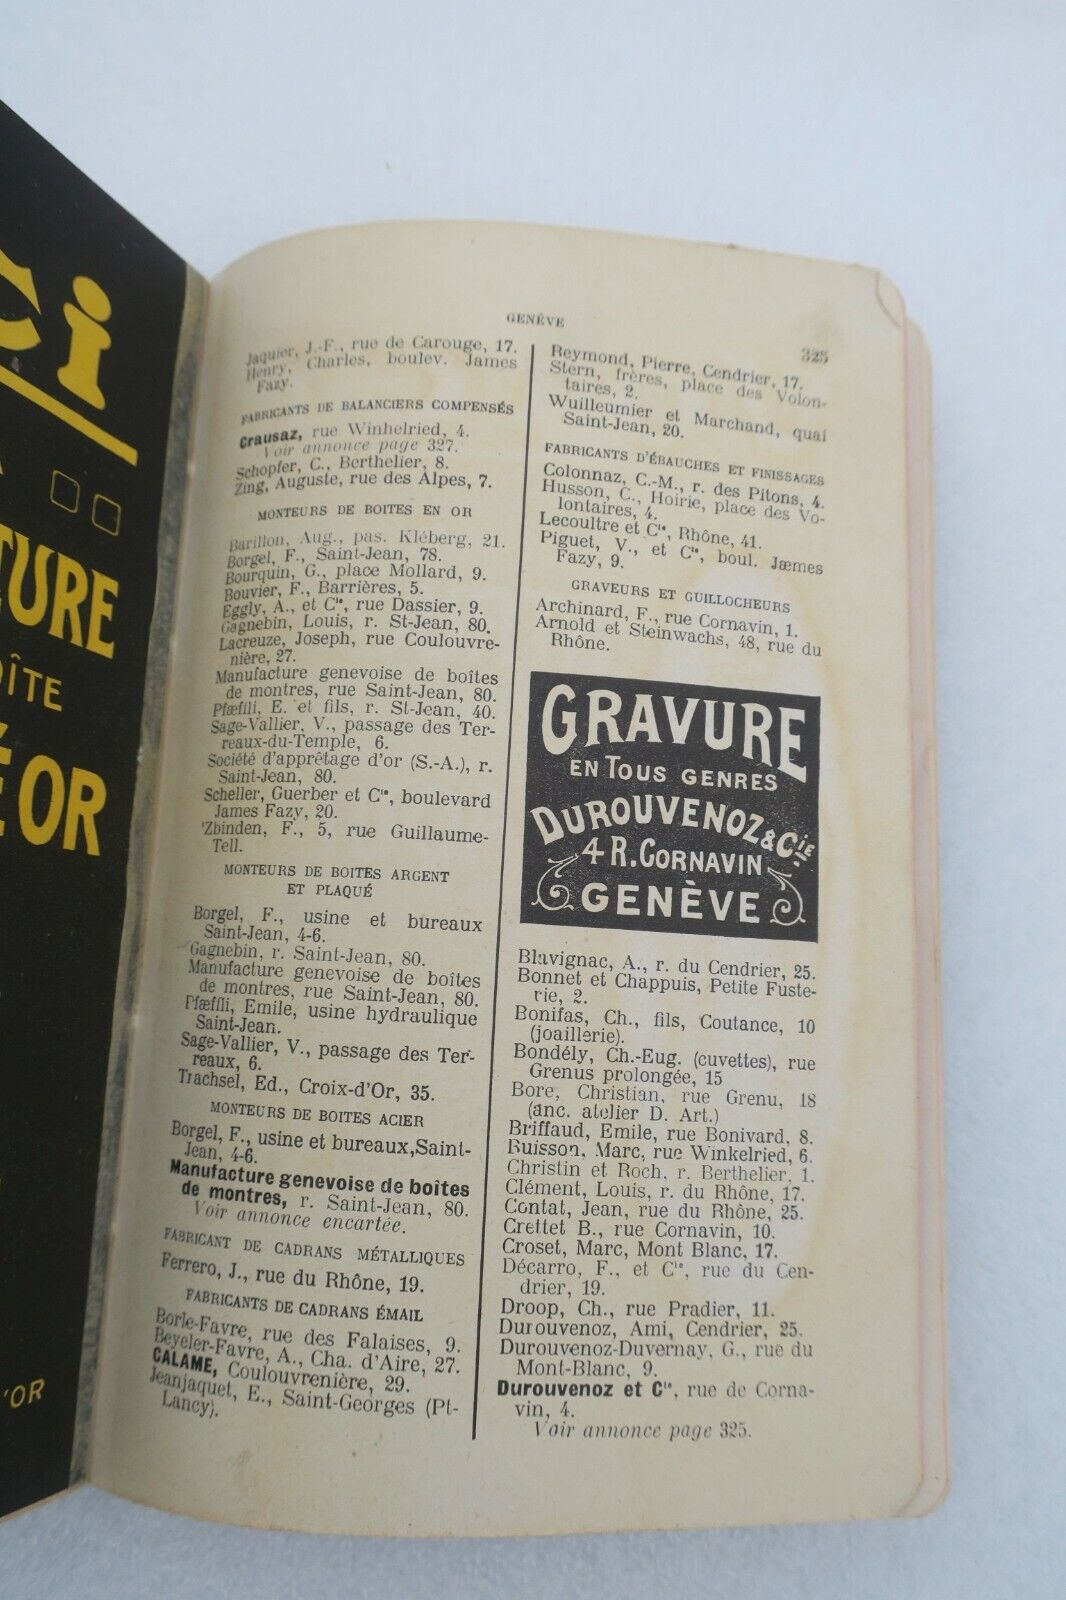 ci
TURE
OÎTE
É
E OR
'OR
GENÈVE
325
Jaquier, J.-F., rue de Carouge, 17.
Henry, Charles, boulev. James
Fazy.
FABRICANTS DE BALANCIERS COMPENSÉS
Crausaz, rue Winhelried, 4.
Voir annonce page 327.
Schopfer, C., Berthelier, 8.
Zing, Auguste, rue des Alpes, 7.
MONTEURS DE BOITES EN OR
Barillon, Aug., pas. Kléberg, 21.
Borgel, F., Saint-Jean, 78.
Bourquin, G., place Mollard, 9.
Bouvier, F., Barrières, 5.
Eggly, A., et Cie, rue Dassier, 9.
Gagnebin, Louis, r. St-Jean, 80.
Lacreuze, Joseph, rue Coulouvre-
nière, 27.
Manufacture genevoise de boîtes
de montres, rue Saint-Jean, 80.
Pfæffli, E. et fils, r. St-Jean, 40.
Sage-Vallier, V., passage des Ter-
reaux-du-Temple, 6.
Société d'apprêtage d'or (S.-A.), r.
Saint-Jean, 80.
Scheller, Guerber et Cie, boulevard
James Fazy, 20.
Zbinden, F., 5, rue Guillaume-
Tell.
MONTEURS DE BOITES ARGENT
ET PLAQUÉ
Borgel, F., usine et bureaux
Saint-Jean, 4-6.
Gagnebin, r. Saint-Jean, 80.
Manufacture genevoise de boîtes
de montres, rue Saint-Jean, 80.
Pfæffli, Emile, usine hydraulique
Saint-Jean.
Sage-Vallier, V., passage des Ter-
reaux, 6.
Trachsel, Ed., Croix-d'Or, 35.
MONTEURS DE BOITES ACIER
Borgel, F., usine et bureaux,Saint-
Jean, 4-6.
Manufacture genevoise de boîtes
de montres, r. Saint-Jean, 80.
Voir annonce encartée.
FABRICANT DE CADRANS MÉTALLIQUES
Ferrero, J., rue du Rhône, 19.
FABRICANTS DE CADRANS ÉMAIL
Borle-Favre, rue des Falaises, 9.
Beyeler-Favre, A., Cha. d'Aire, 27.
CALAME, Coulouvrenière, 29.
Jeanjaquet, E., Saint-Georges (Pt-
Lancy).
Reymond, Pierre, Cendrier, 17.
Stern, frères, place des Volon-
taires, 2.
Wuilleumier et Marchand, quai
Saint-Jean, 20.
FABRICANTS D'ÉBAUCHES ET FINISSAGES
Colonnaz, C.-M., r. des Pitons, 4.
Husson, C., Hoirie, place des Vo-
lontaires, 4.
Lecoultre et Cie, Rhône, 41.
Piguet, V., et Cie, boul. Jæmes
Fazy, 9.
GRAVEURS ET GUILLOCHEURS
Archinard, F., rue Cornavin, 1.
Arnold et Steinwachs, 48, rue du
Rhône.
GRAVURE
EN TOUS GENRES
DUROUVENOZ & Cie
4 R. CORNAVIN
GENÈVE
Blavignac, A., r. du Cendrier, 25.
Bonnet et Chappuis, Petite Fuste-
rie, 2.
Bonifas, Ch., fils, Coutance, 10
(joaillerie).
Bondély, Ch-Eug. (cuvettes), rue
Grenus prolongée, 15
Bore, Christian, rue Grenu, 18
(anc. atelier D. Art.)
Briffaud, Emile, rue Bonivard, 8.
Buisson, Marc, rue Winkelried, 6.
Christin et Roch, r. Berthelier, 1.
Clément, Louis, r. du Rhône, 17.
Contat, Jean, rue du Rhône, 25.
Crettet B., rue Cornavin, 10.
Croset, Marc, Mont Blanc, 17.
Décarro, F., et Cie, rue du Cen-
drier, 19.
Droop, Ch., rue Pradier, 11.
Durouvenoz, Ami, Cendrier, 25.
Durouvenoz-Duvernay, G., rue du
Mont-Blanc, 9.
Durouvenoz et Cie, rue de Corna-
vin, 4.
Voir annonce page 325.